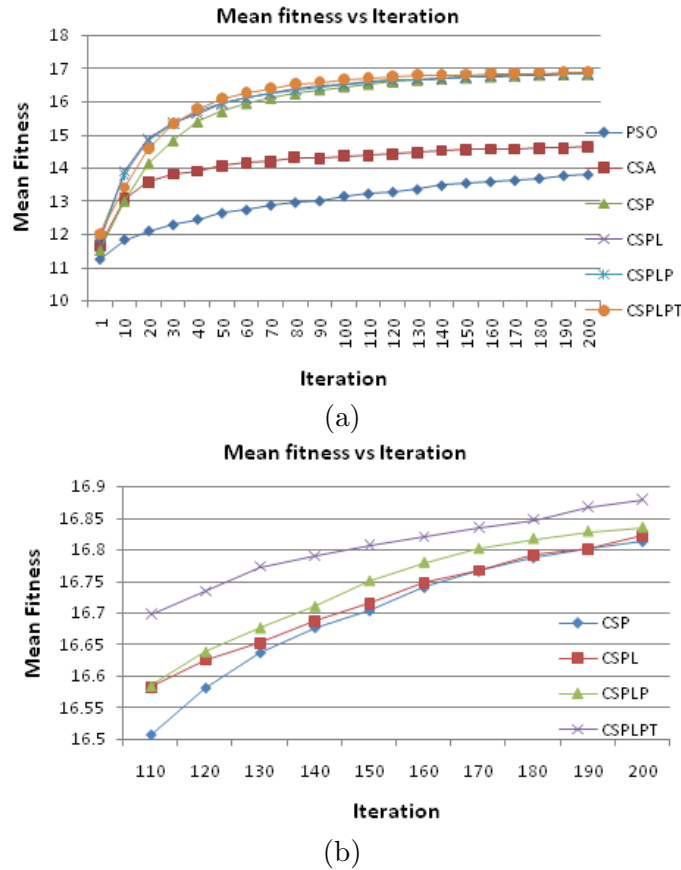 Mean fitness vs Iteration
18
17
16
15
14
13
12
11
10
Mean Fitness
1
10
20
30
40
50
60
70
80
90
100
110
120
130
140
150
160
170
180
190
200
Iteration
PSO
CSA
CSP
CSPL
CSPLP
CSPLPT
(a)
Mean fitness vs Iteration
16.9
16.85
16.8
16.75
16.7
16.65
16.6
16.55
16.5
Mean Fitness
110 120 130 140 150 160 170 180 190 200
Iteration
CSP
CSPL
CSPLP
CSPLPT
(b)